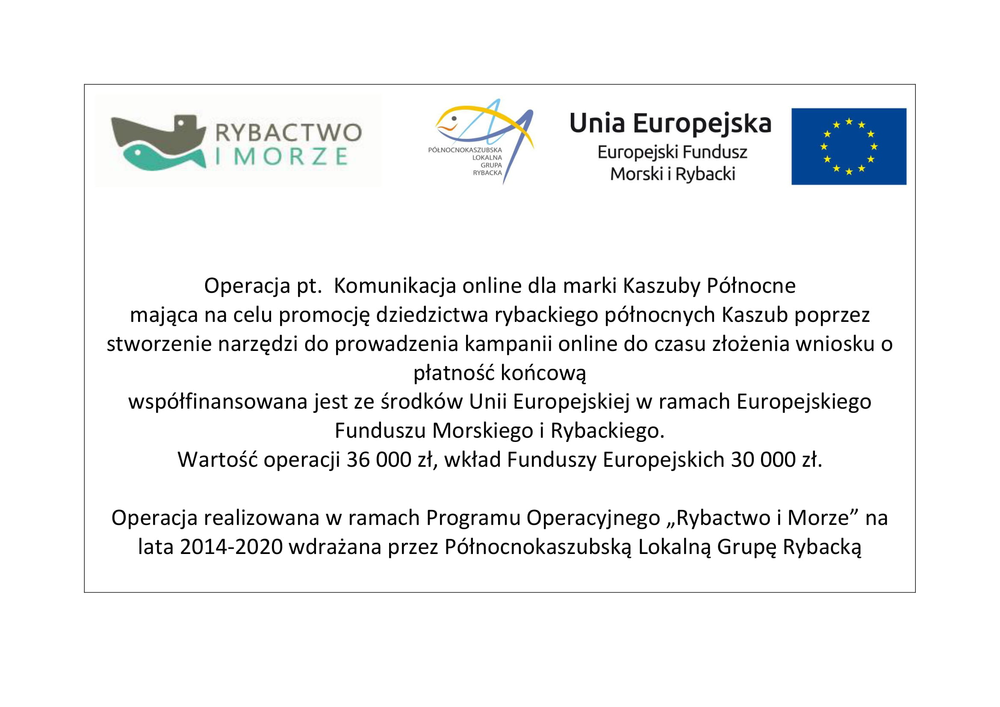 RYBACTWO
I MORZE
PÓŁNOCNOKASZUBSKA
LOKALNA
GRUPA
RYBACKA
Unia Europejska
Europejski Fundusz
Morski i Rybacki
Operacja pt.  Komunikacja online dla marki Kaszuby Północne
mająca na celu promocję dziedzictwa rybackiego północnych Kaszub poprzez
stworzenie narzędzi do prowadzenia kampanii online do czasu złożenia wniosku o
płatność końcową
współfinansowana jest ze środków Unii Europejskiej w ramach Europejskiego
Funduszu Morskiego i Rybackiego.
Wartość operacji 36 000 zł, wkład Funduszy Europejskich 30 000 zł.
Operacja realizowana w ramach Programu Operacyjnego „Rybactwo i Morze” na
lata 2014-2020 wdrażana przez Północnokaszubską Lokalną Grupę Rybacką